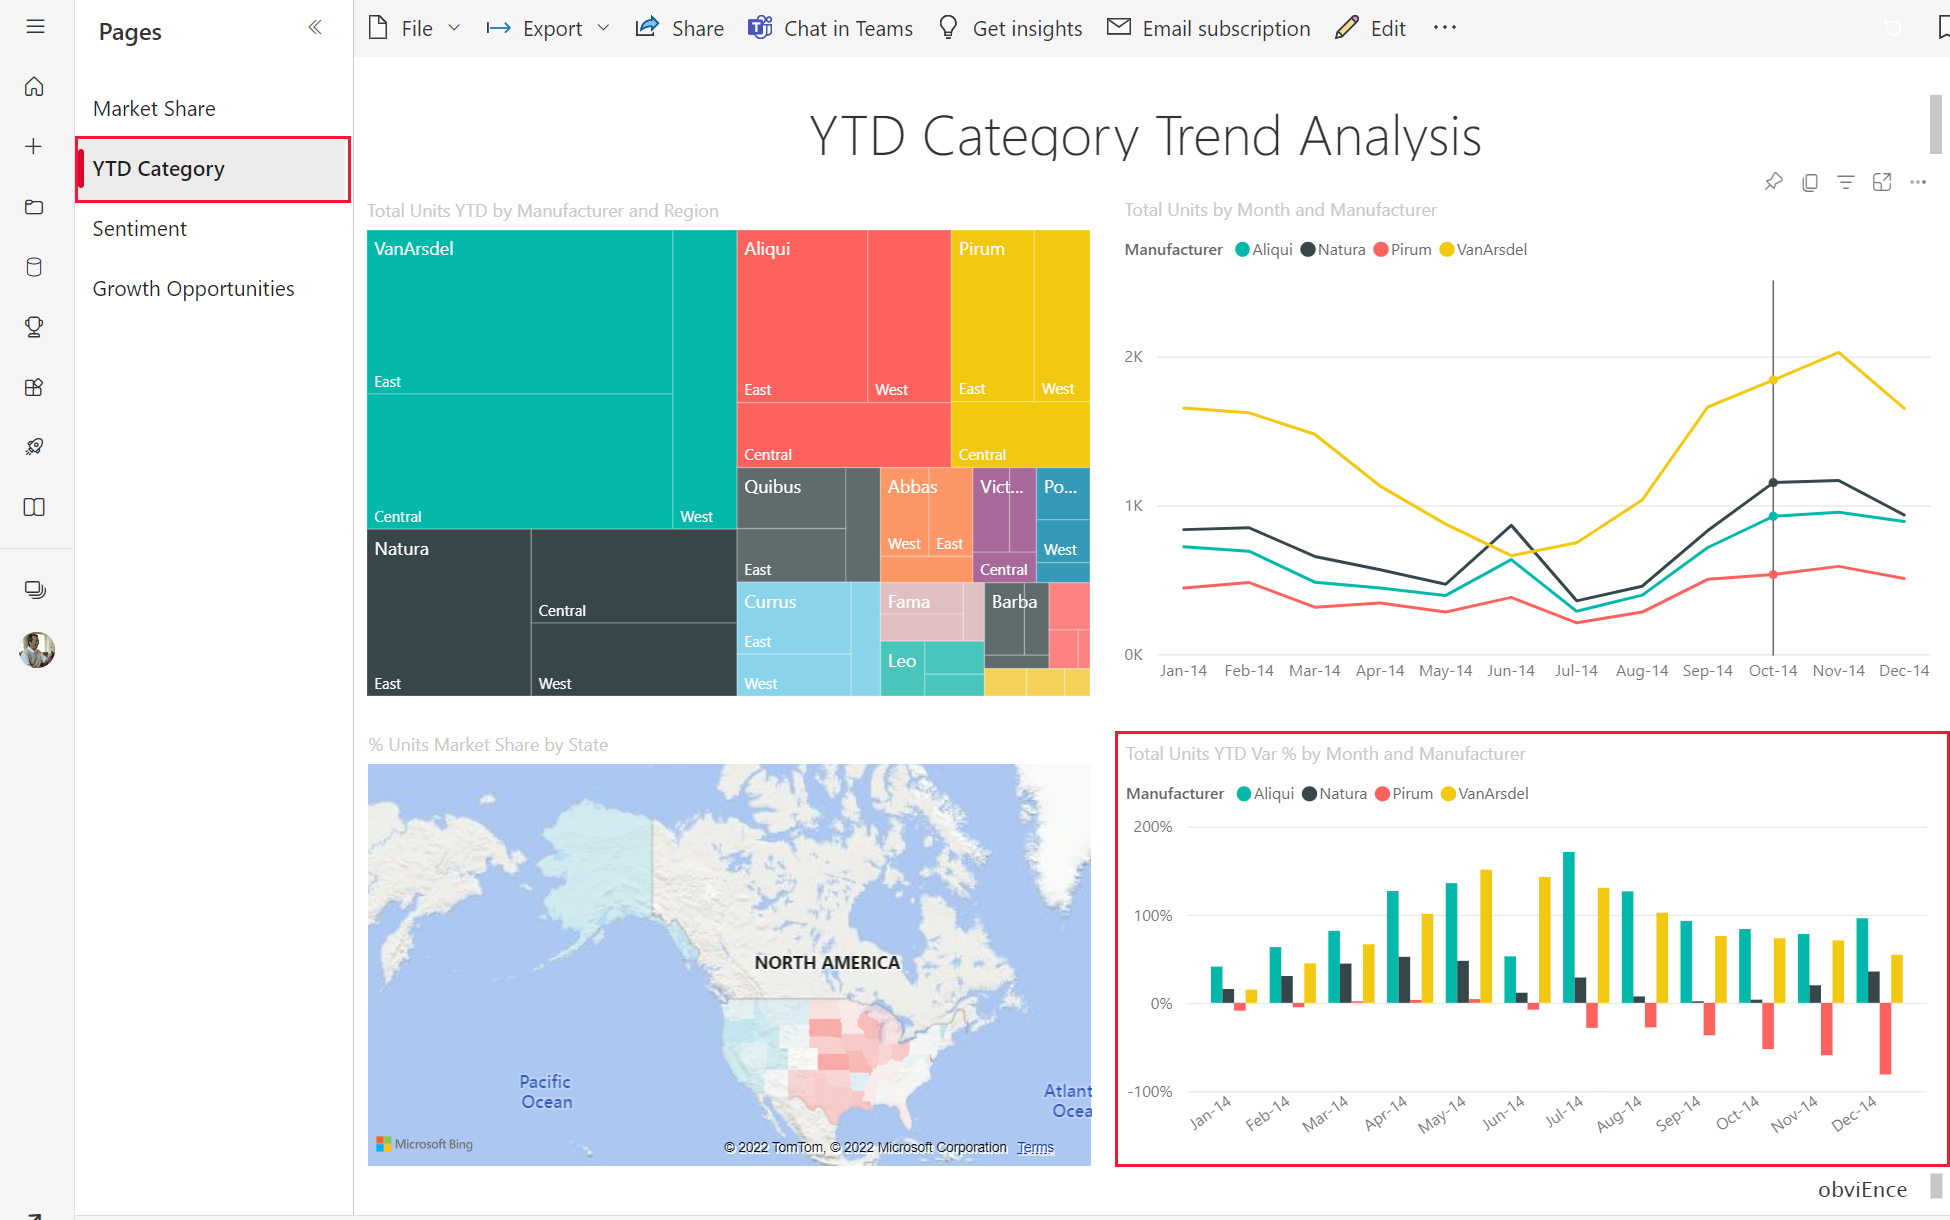 Pages
File
Export
Share
Chat in Teams
Get insights
Email subscription
Edit
Market Share
YTD Category
Sentiment
Growth Opportunities
YTD Category Trend Analysis
Total Units YTD by Manufacturer and Region
VanArsdel
East
Central
West
Aliqui
East
West
Central
Pirum
East
West
Central
Natura
East
Central
West
Quibus
East
Abbas
West
East
Vict...
Central
Po...
West
Currus
East
West
Fama
Barba
Leo
Total Units by Month and Manufacturer
Manufacturer Aliqui Natura Pirum VanArsdel
2K
1K
0K
Jan-14 Feb-14 Mar-14 Apr-14 May-14 Jun-14 Jul-14 Aug-14 Sep-14 Oct-14 Nov-14 Dec-14
% Units Market Share by State
NORTH AMERICA
Pacific
Ocean
Atlant
Ocea
Microsoft Bing
© 2022 TomTom, © 2022 Microsoft Corporation Terms
Total Units YTD Var % by Month and Manufacturer
Manufacturer Aliqui Natura Pirum VanArsdel
200%
100%
0%
-100%
Jan-14 Feb-14 Mar-14 Apr-14 May-14 Jun-14 Jul-14 Aug-14 Sep-14 Oct-14 Nov-14 Dec-14
obviEnce